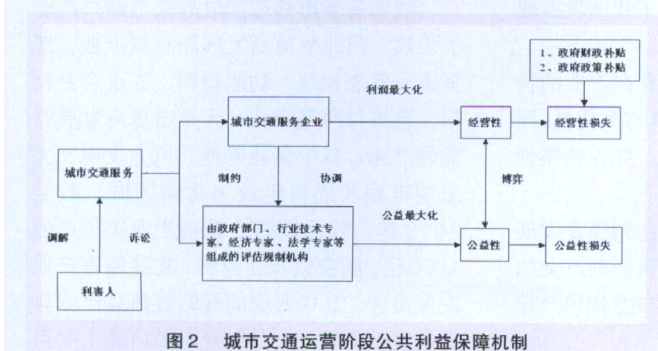 1、政府财政补贴
2、政府政策补贴
利润最大化
城市交通服务企业
经营性
经营性损失
城市交通服务
制约
协调
博弈
公益最大化
调解
诉讼
由政府部门、行业技术专
家、经济专家、法学专家等
组成的评估规制机构
公益性
公益性损失
利害人
图2 城市交通运营阶段公共利益保障机制